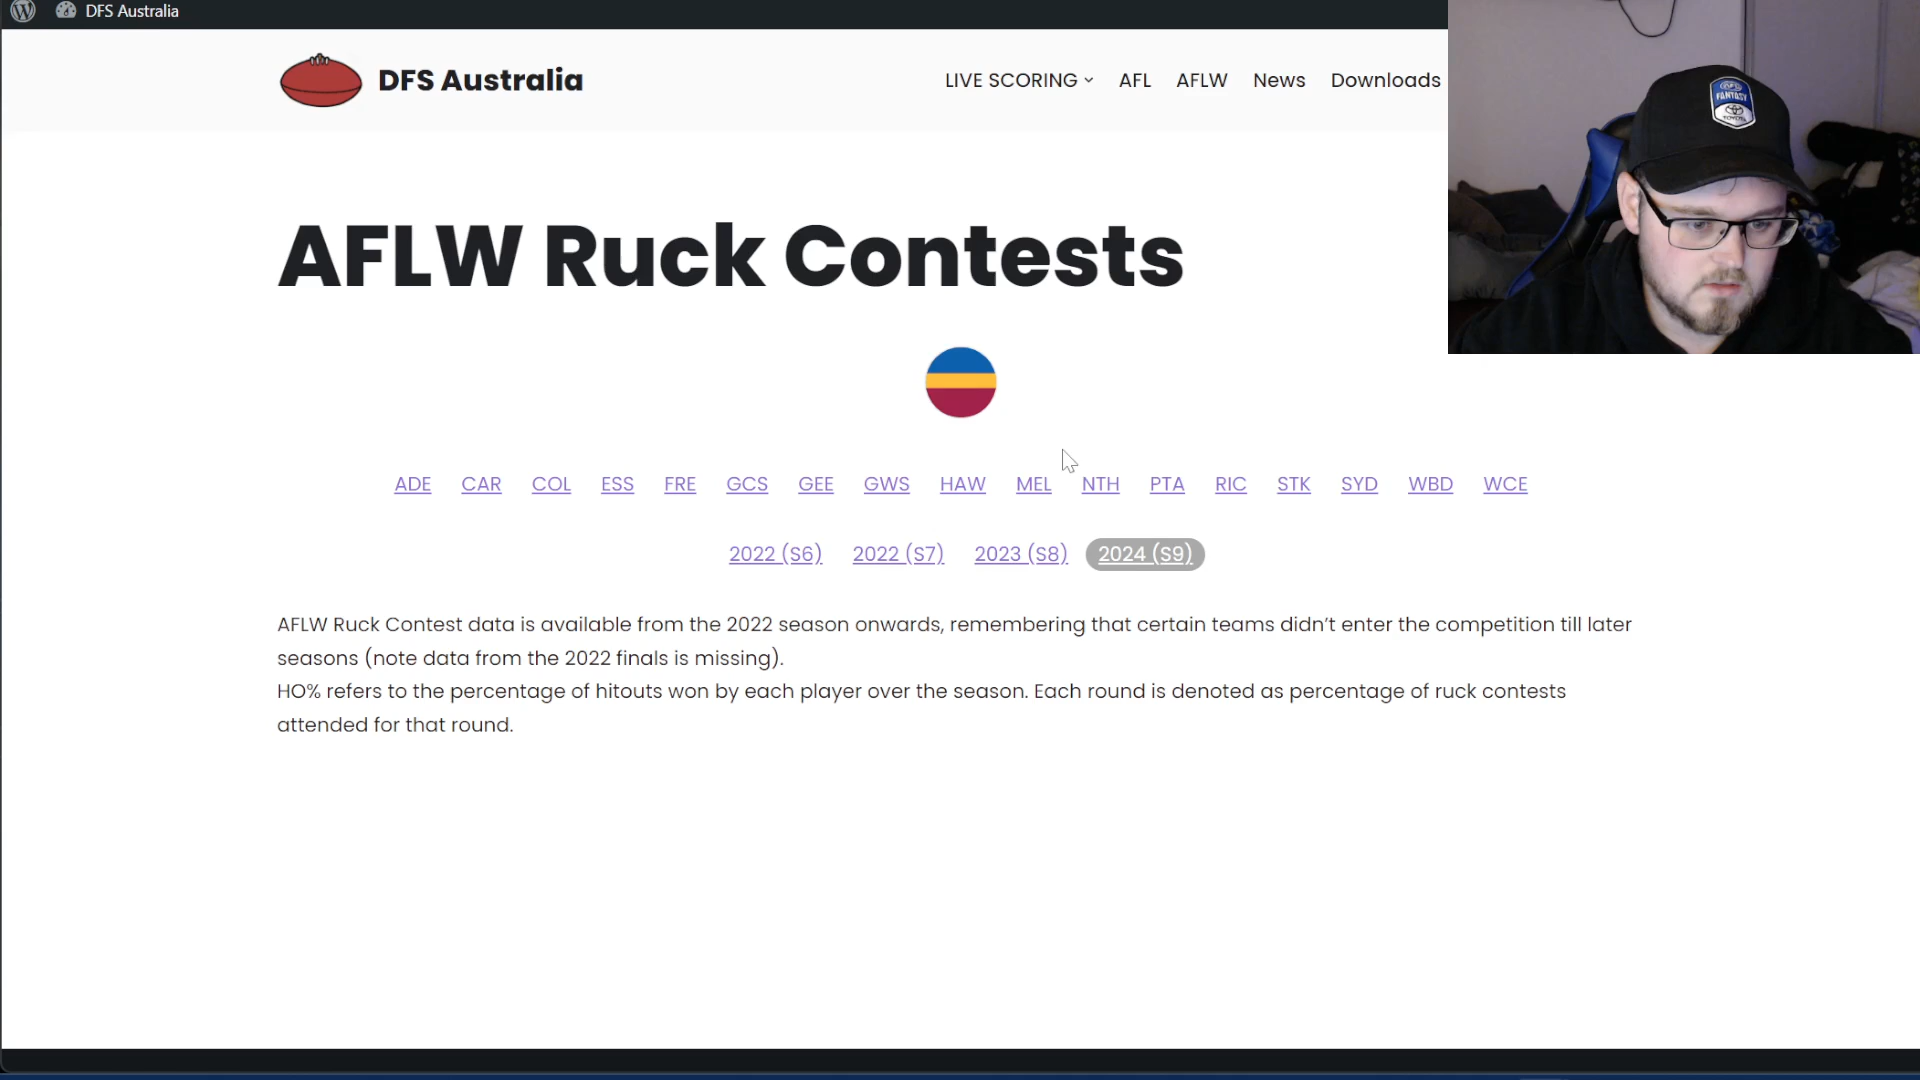 DFS Australia
DFS Australia
LIVE SCORING AFL AFLW News Downloads
FANTASY
TOYOTA
AFLW Ruck Contests
ADE CAR COL ESS FRE GCS GEE GWS HAW MEL NTH PTA RIC STK SYD WBD WCE
2022 (S6) 2022 (S7) 2023 (S8) 2024 (S9)
AFLW Ruck Contest data is available from the 2022 season onwards, remembering that certain teams didn't enter the competition till later
seasons (note data from the 2022 finals is missing).
HO% refers to the percentage of hitouts won by each player over the season. Each round is denoted as percentage of ruck contests
attended for that round.